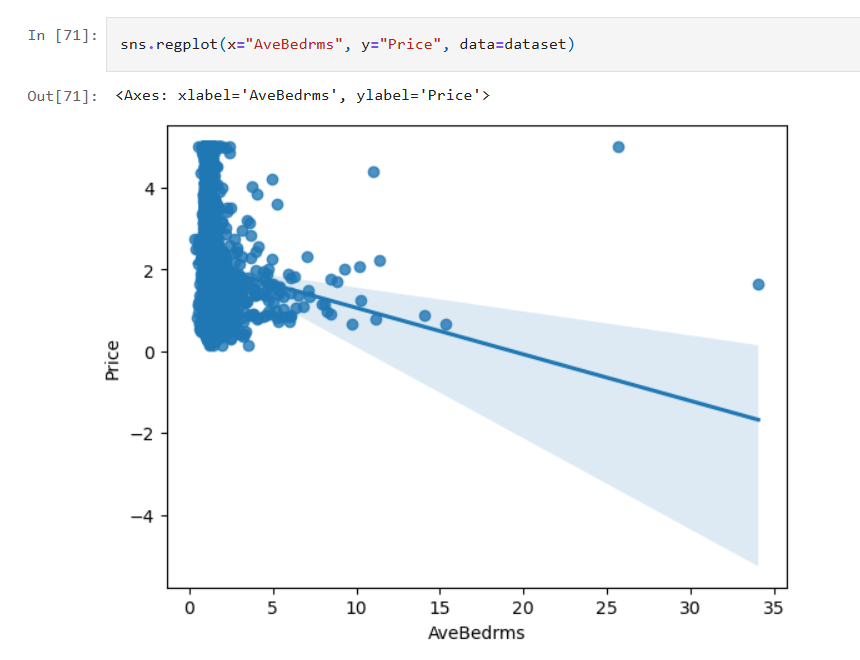 In [71]: sns.regplot(x="AveBedrms", y="Price", data=dataset)
Out[71]: <Axes: xlabel='AveBedrms', ylabel='Price'>
4
2
0
−2
−4
Price
0 5 10 15 20 25 30 35
AveBedrms